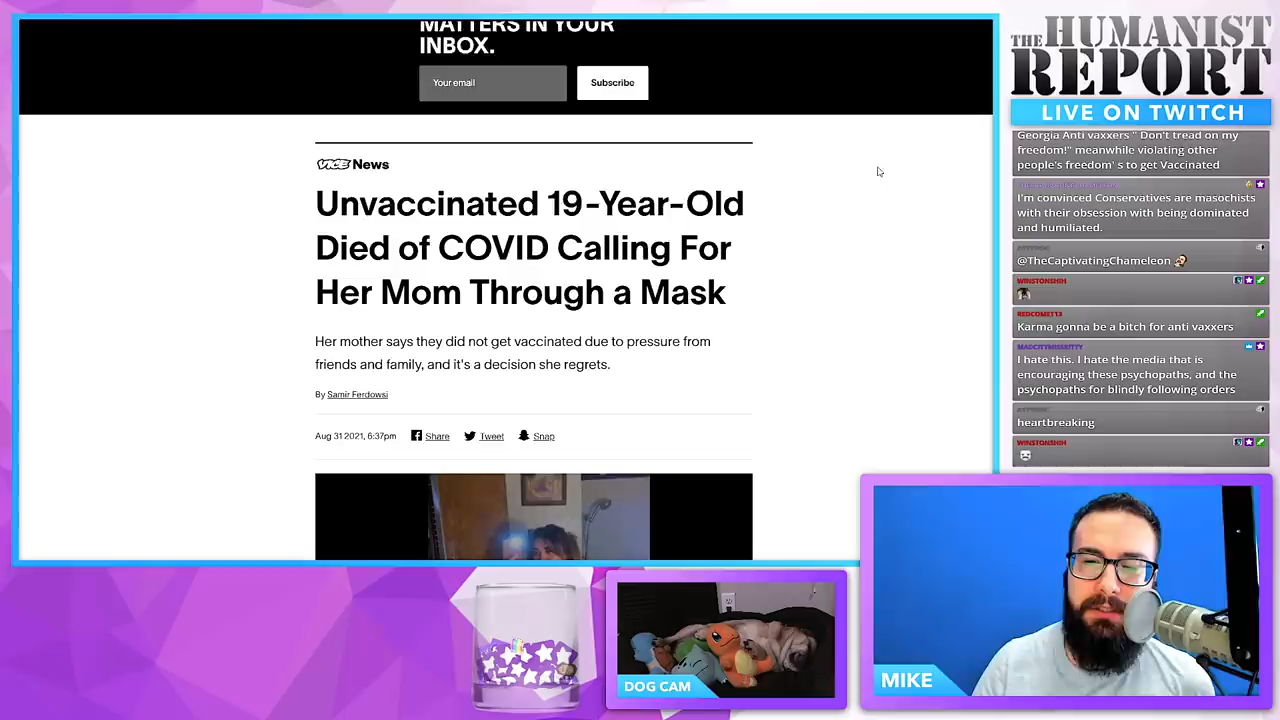 MATTERS IN YOUR
INBOX.
Your email
Subscribe
VICE News
Unvaccinated 19-Year-Old
Died of COVID Calling For
Her Mom Through a Mask
Her mother says they did not get vaccinated due to pressure from
friends and family, and it's a decision she regrets.
By Samir Ferdowsi
Aug 31 2021, 6:37pm
Share
Tweet
Snap
THE HUMANIST
REPORT
LIVE ON TWITCH
Georgia Anti vaxxers " Don't tread on my
freedom!" meanwhile violating other
people's freedom' s to get Vaccinated
I'm convinced Conservatives are masochists
with their obsession with being dominated
and humiliated.
@TheCaptivatingChameleon
WINSTONSHIH
REDCOMET13
Karma gonna be a bitch for anti vaxxers
MADCITYMISSKITTY
I hate this. I hate the media that is
encouraging these psychopaths, and the
psychopaths for blindly following orders
heartbreaking
WINSTONSHIH
DOG CAM
MIKE